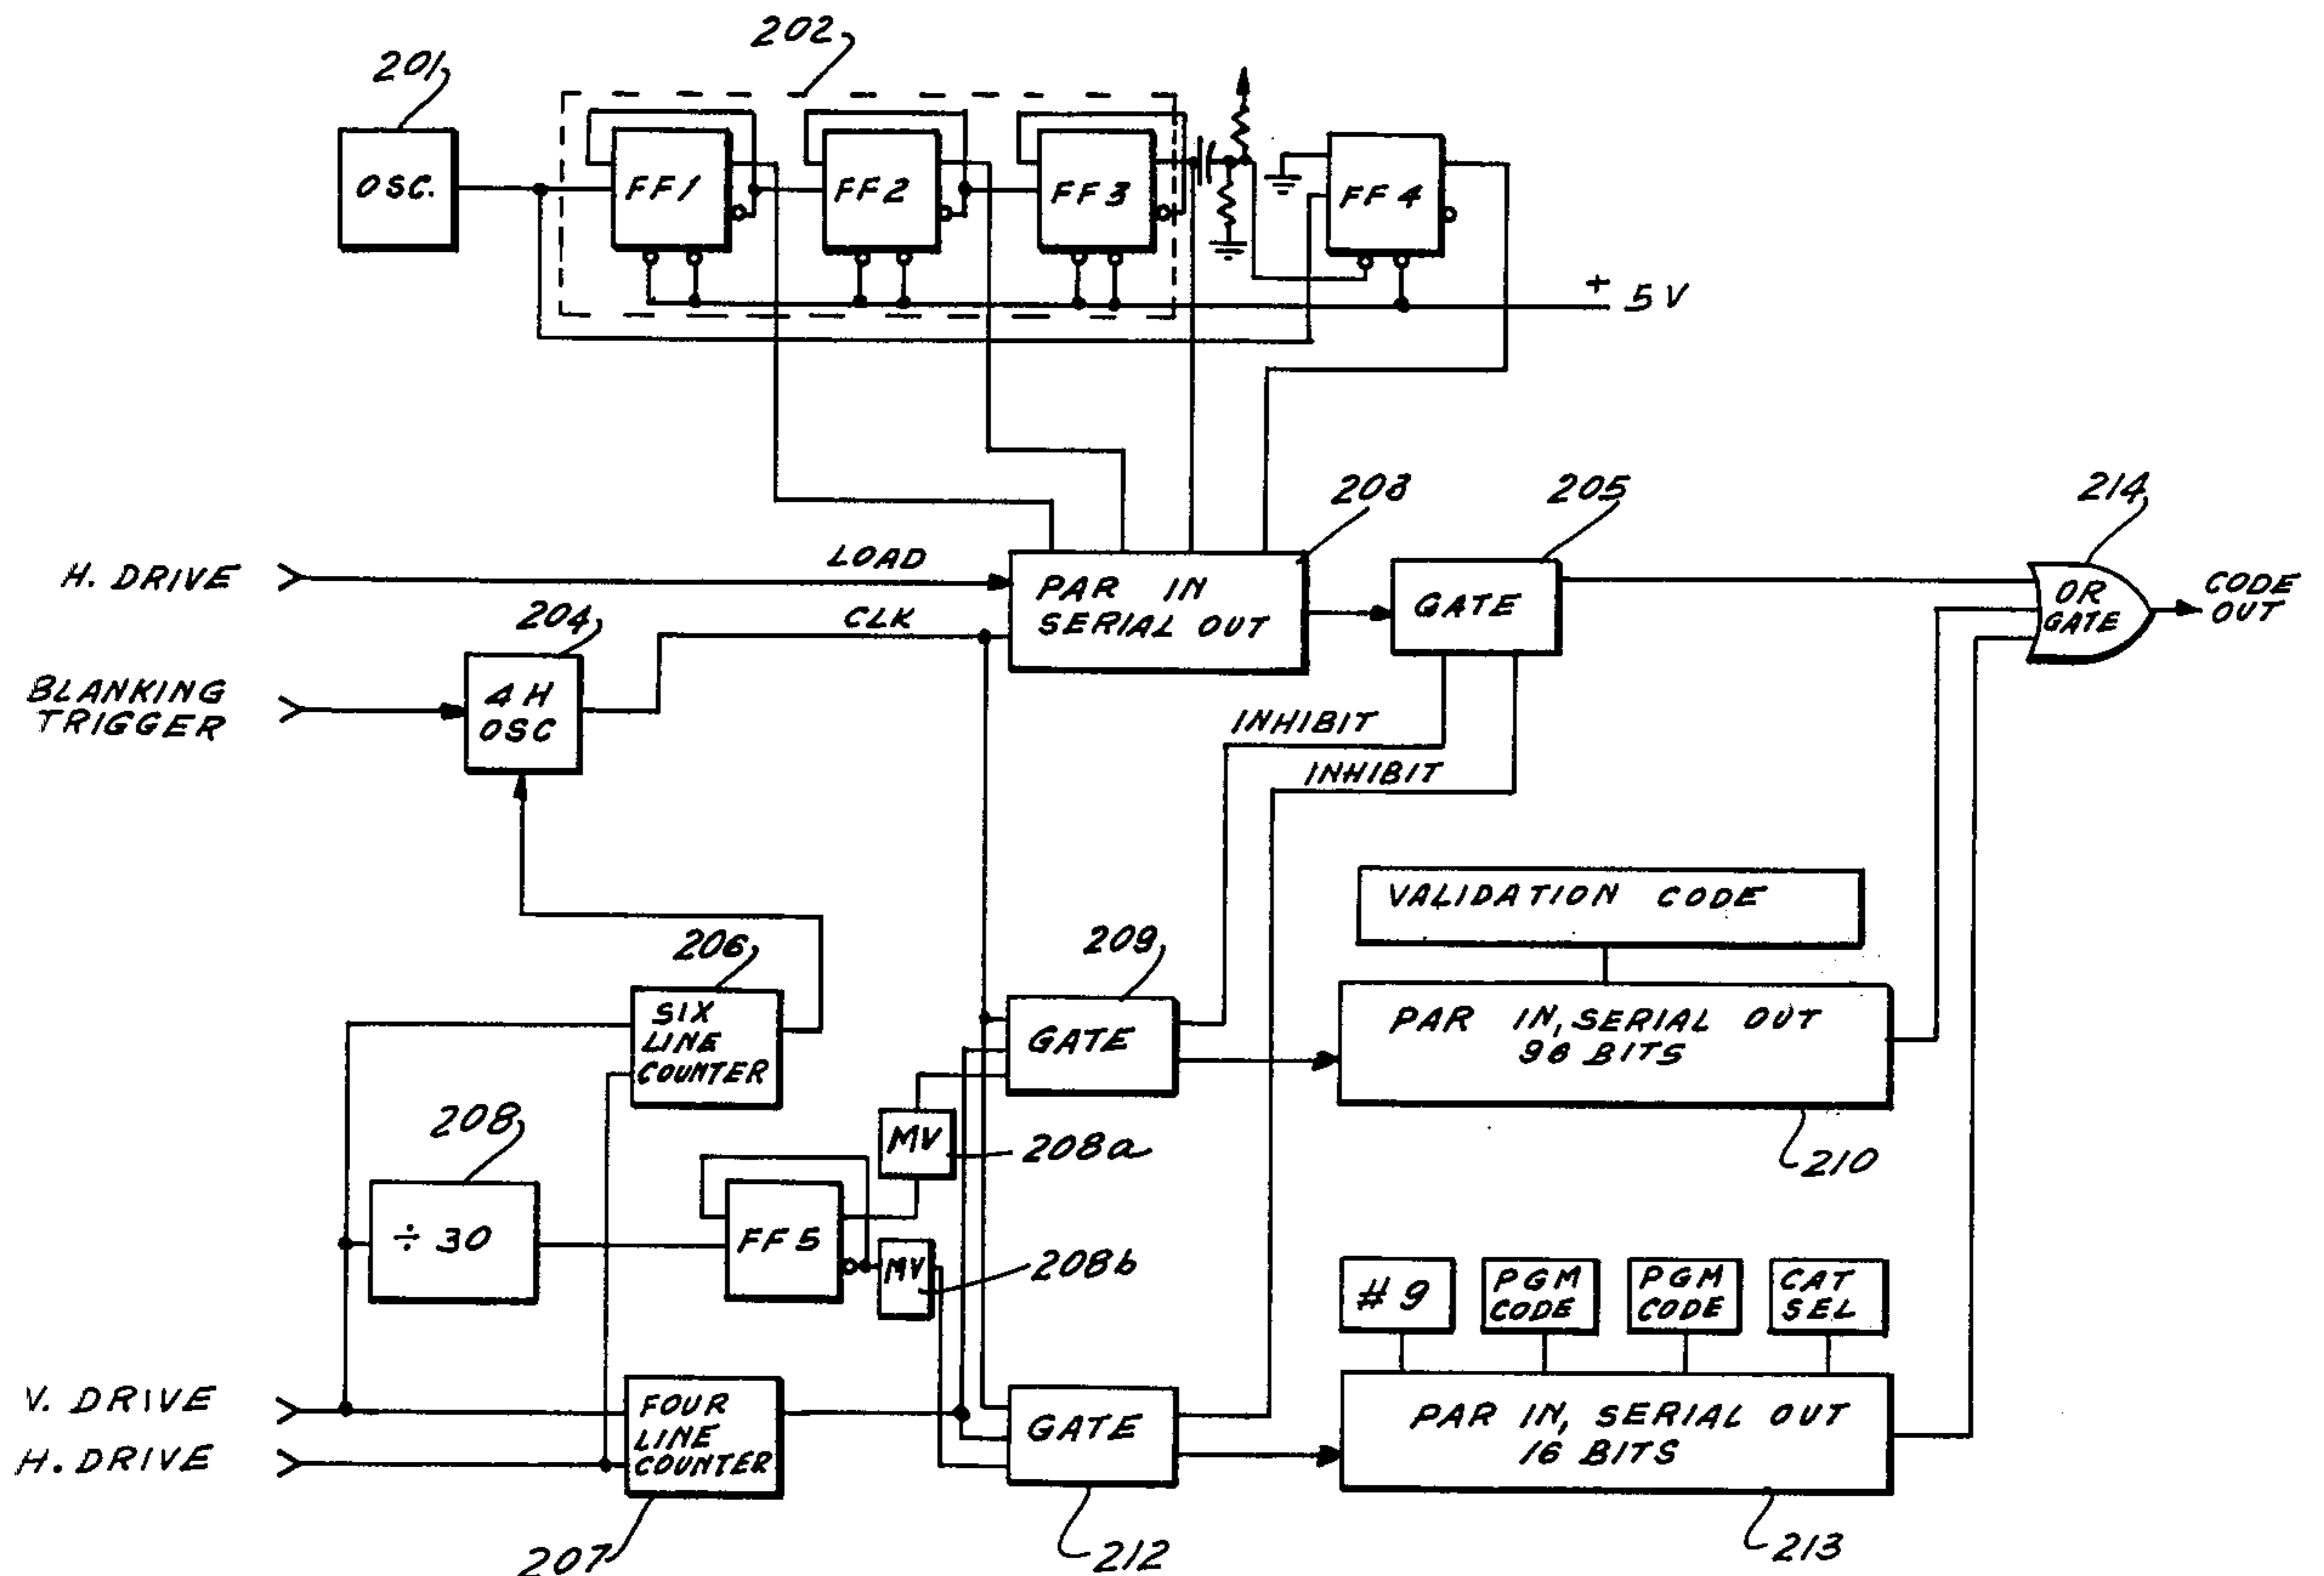 202
201
OSC.
FF1
FF2
FF3
FF4
+ 5V
203
205
214
H. DRIVE
LOAD
PAR IN
SERIAL OUT
GATE
OR
GATE
CODE
OUT
204
CLK
BLANKING
TRIGGER
4H
OSC
INHIBIT
INHIBIT
VALIDATION CODE
206
209
SIX
LINE
COUNTER
GATE
PAR IN, SERIAL OUT
96 BITS
208
MV
208a
210
÷ 30
FF5
MV
208b
#9
PGM
CODE
PGM
CODE
CAT
SEL
V. DRIVE
H. DRIVE
FOUR
LINE
COUNTER
GATE
PAR IN, SERIAL OUT
16 BITS
207
212
213